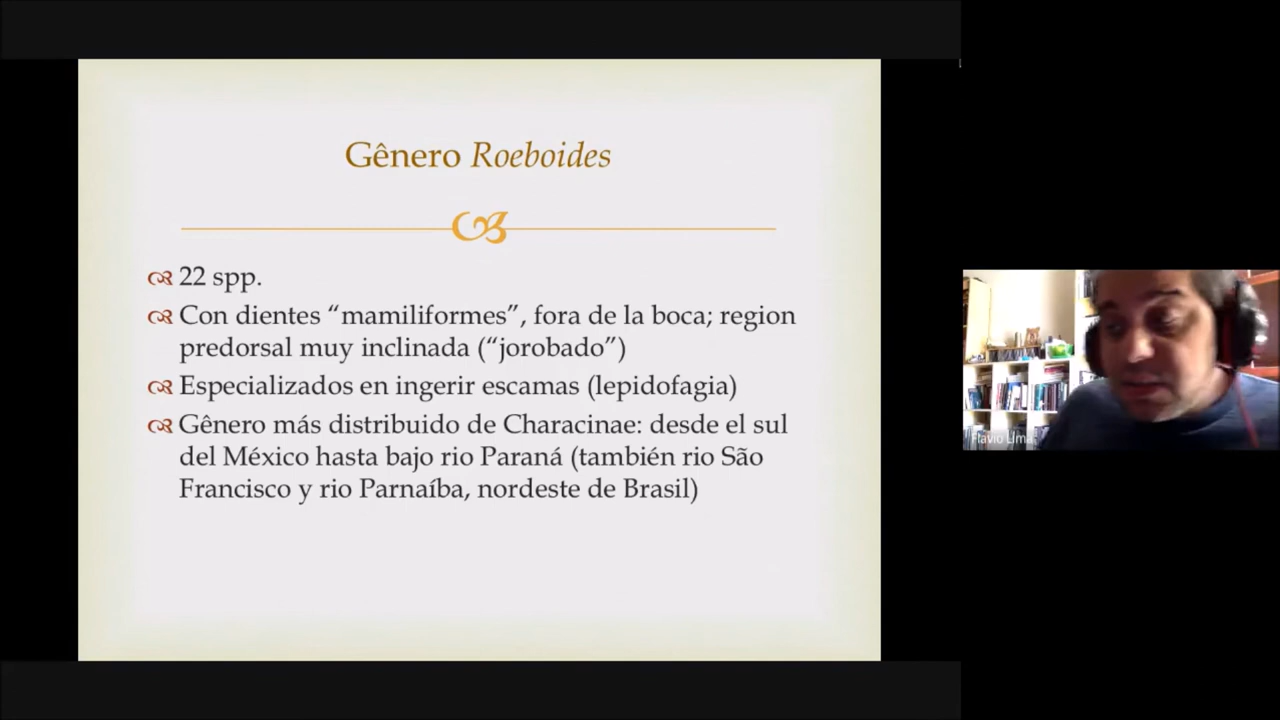 Gênero Roeboides
22 spp.
Con dientes “mamiliformes”, fora de la boca; region
predorsal muy inclinada (“jorobado”)
Especializados en ingerir escamas (lepidofagia)
Gênero más distribuido de Characinae: desde el sul
del México hasta bajo rio Paraná (también rio São
Francisco y rio Parnaíba, nordeste de Brasil)
Flavio Lima